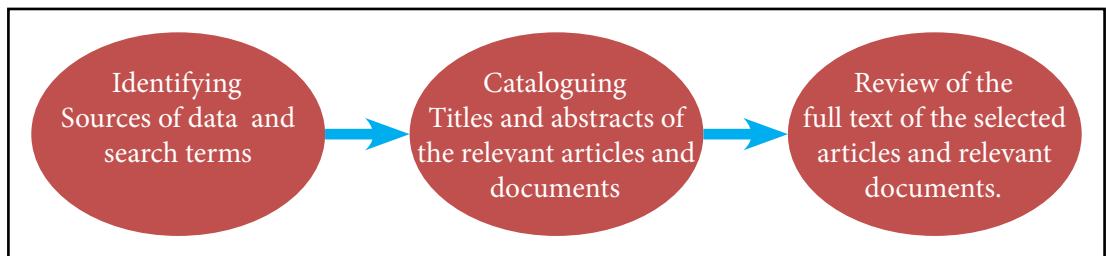 Identifying
Sources of data and
search terms
Cataloguing
Titles and abstracts of
the relevant articles and
documents
Review of the
full text of the selected
articles and relevant
documents.